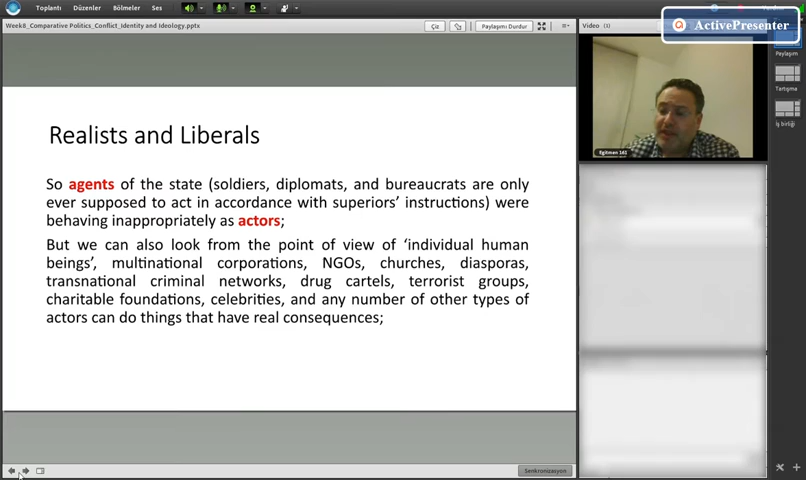 Toplantı Düzenler Bölmeler Ses
Week8_Comparative Politics_Conflict_Identity and Ideology.pptx
Çiz
Paylaşımı Durdur
Video
ActivePresenter
Paylaşım
Tartışma
İş birliği
Eğitmen 161
Realists and Liberals
So agents of the state (soldiers, diplomats, and bureaucrats are only
ever supposed to act in accordance with superiors' instructions) were
behaving inappropriately as actors;
But we can also look from the point of view of 'individual human
beings', multinational corporations, NGOs, churches, diasporas,
transnational criminal networks, drug cartels, terrorist groups,
charitable foundations, celebrities, and any number of other types of
actors can do things that have real consequences;
Senkronizasyon